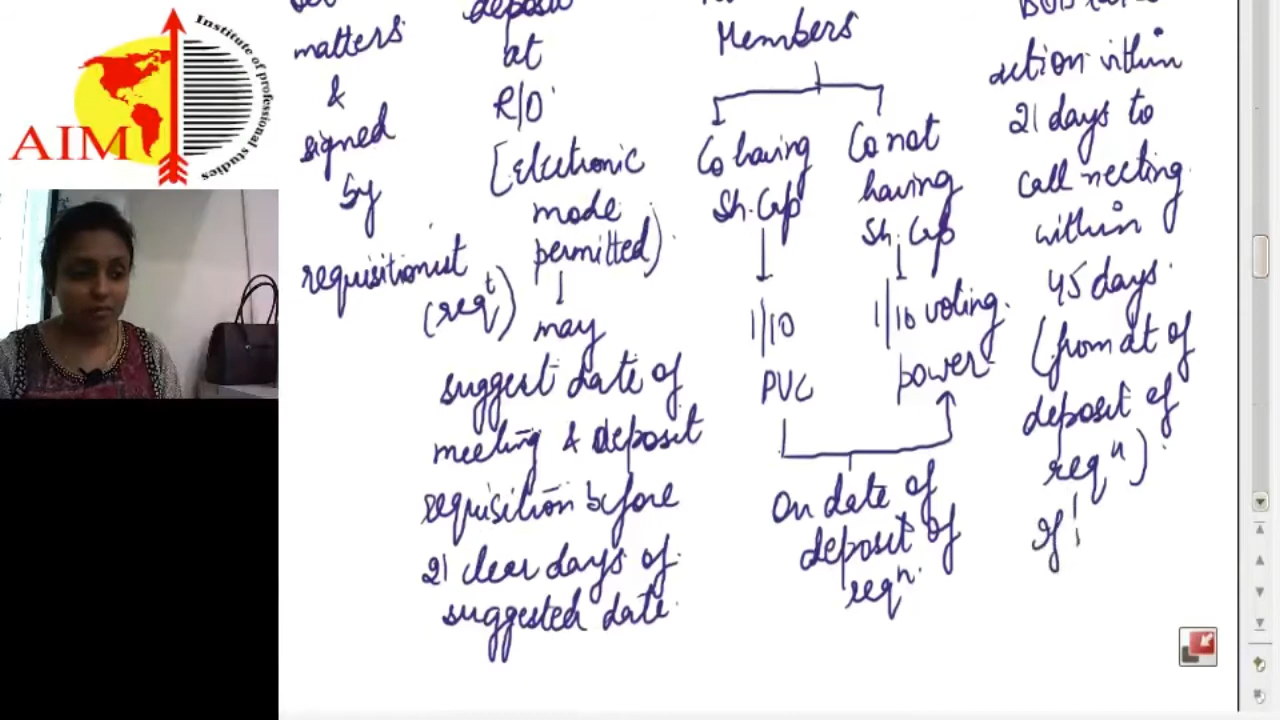 AIM
Institute of professional studies
matters
&
signed
by
requisitionist
(reqt)
deposit
at
R/O
[electronic
mode
permitted)
may
suggest date of
meeting & deposit
requisition before
21 clear days of
suggested date
Members
Co having
Sh. Cap
1/10
PUC
Co not
having
Sh. Cap
1/10 voting
power
On date of
deposit of
reqn.
action within
21 days to
call meeting
within
45 days.
(from dt of
deposit of
reqn).